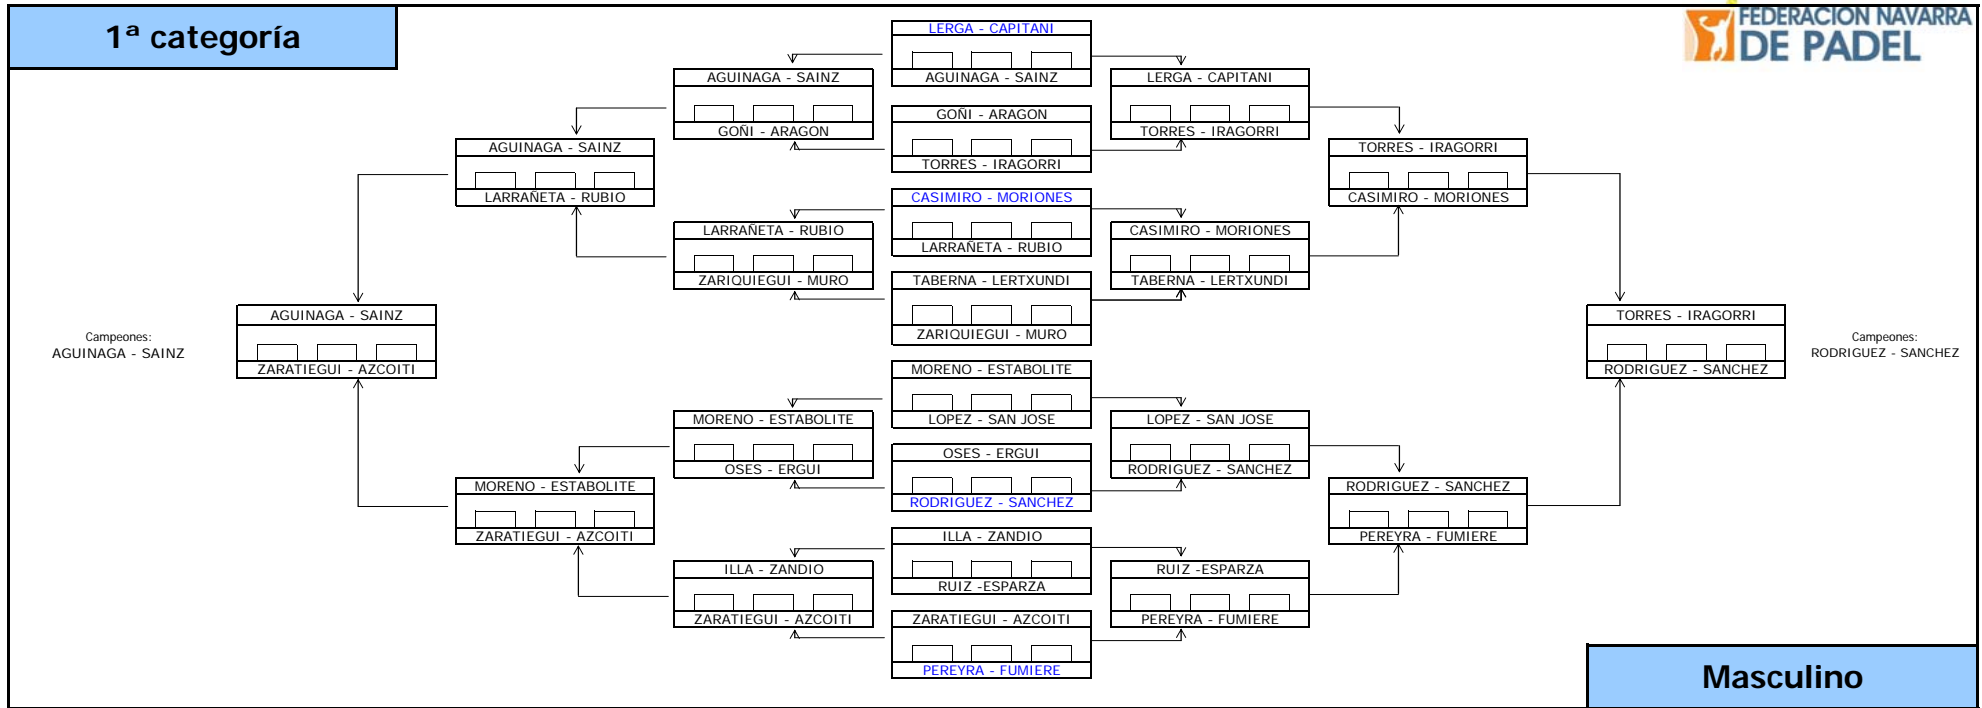 1ª categoría
FEDERACION NAVARRA
DE PADEL
LERGA - CAPITANI
AGUINAGA - SAINZ
GOÑI - ARAGON
TORRES - IRAGORRI
CASIMIRO - MORIONES
LARRAÑETA - RUBIO
TABERNA - LERTXUNDI
ZARIQUIEGUI - MURO
MORENO - ESTABOLITE
LOPEZ - SAN JOSE
OSES - ERGUI
RODRIGUEZ - SANCHEZ
ILLA - ZANDIO
RUIZ -ESPARZA
ZARATIEGUI - AZCOITI
PEREYRA - FUMIERE
AGUINAGA - SAINZ
GOÑI - ARAGON
LARRAÑETA - RUBIO
ZARIQUIEGUI - MURO
MORENO - ESTABOLITE
OSES - ERGUI
ILLA - ZANDIO
ZARATIEGUI - AZCOITI
AGUINAGA - SAINZ
LARRAÑETA - RUBIO
MORENO - ESTABOLITE
ZARATIEGUI - AZCOITI
AGUINAGA - SAINZ
ZARATIEGUI - AZCOITI
Campeones:
AGUINAGA - SAINZ
LERGA - CAPITANI
TORRES - IRAGORRI
CASIMIRO - MORIONES
TABERNA - LERTXUNDI
LOPEZ - SAN JOSE
RODRIGUEZ - SANCHEZ
RUIZ -ESPARZA
PEREYRA - FUMIERE
TORRES - IRAGORRI
CASIMIRO - MORIONES
RODRIGUEZ - SANCHEZ
PEREYRA - FUMIERE
TORRES - IRAGORRI
RODRIGUEZ - SANCHEZ
Campeones:
RODRIGUEZ - SANCHEZ
Masculino